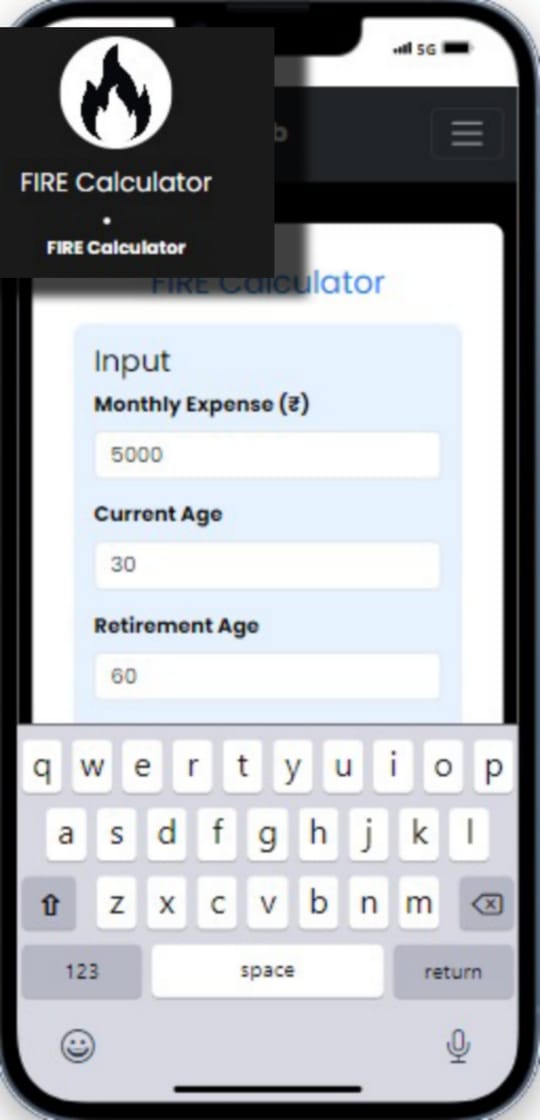 5G
FIRE Calculator
FIRE Calculator
FIRE Calculator
Input
Monthly Expense (₹)
5000
Current Age
30
Retirement Age
60
q w e r t y u i o p
a s d f g h j k l
z x c v b n m
123 space return